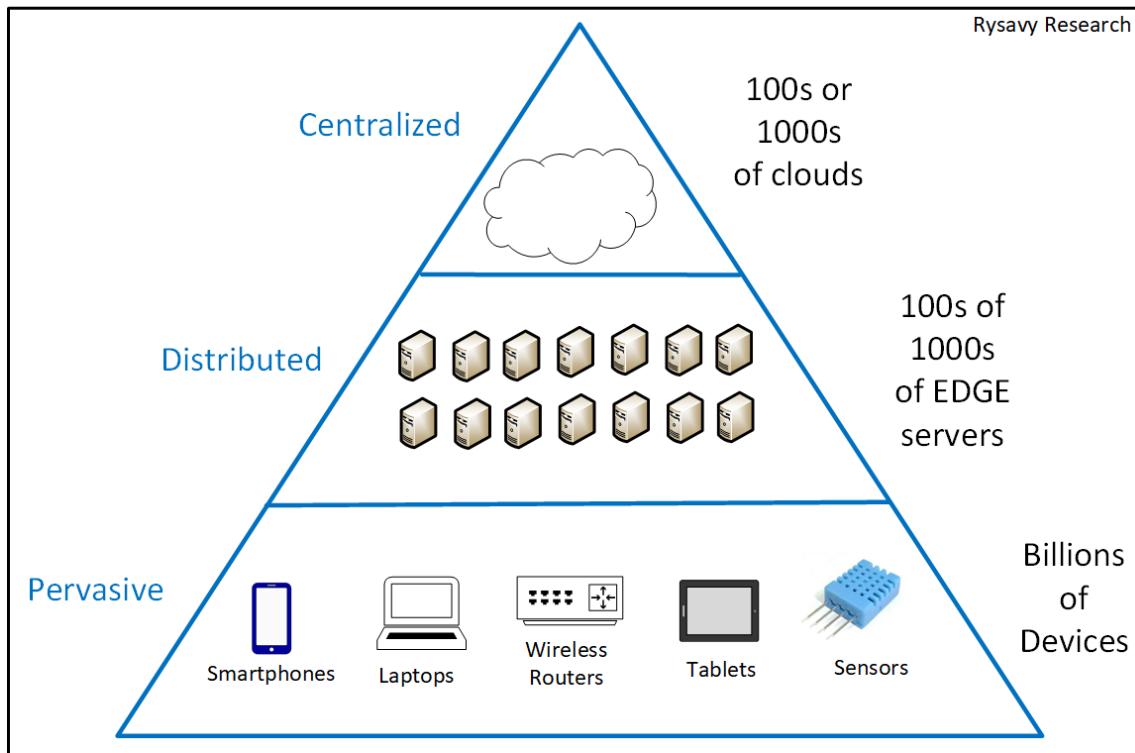 Rysavy Research
Centralized
100s or
1000s
of clouds
Distributed
100s of
1000s
of EDGE
servers
Pervasive
Billions
of
Devices
Smartphones
Laptops
Wireless
Routers
Tablets
Sensors